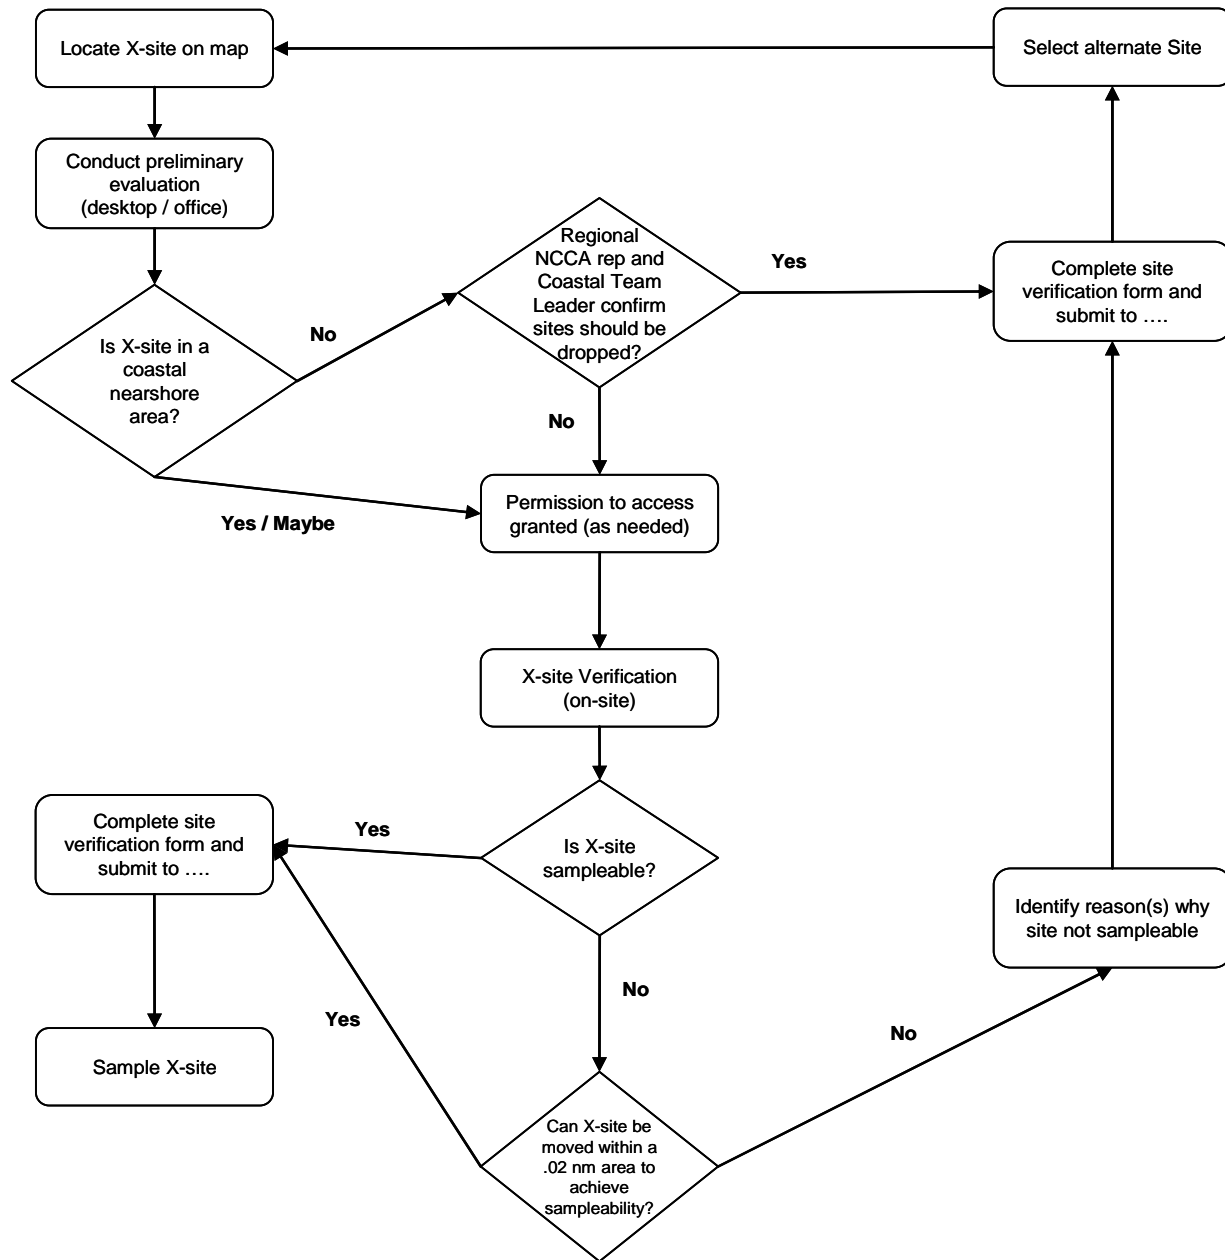 Locate X-site on map
Select alternate Site
Conduct preliminary
evaluation
(desktop / office)
Regional
NCCA rep and
Coastal Team
Leader confirm
sites should be
dropped?
Yes
Complete site
verification form and
submit to ….
No
Is X-site in a
coastal
nearshore
area?
No
Yes / Maybe
Permission to access
granted (as needed)
X-site Verification
(on-site)
Is X-site
sampleable?
Yes
Complete site
verification form and
submit to ….
Identify reason(s) why
site not sampleable
No
Yes
No
Sample X-site
Can X-site be
moved within a
.02 nm area to
achieve
sampleability?